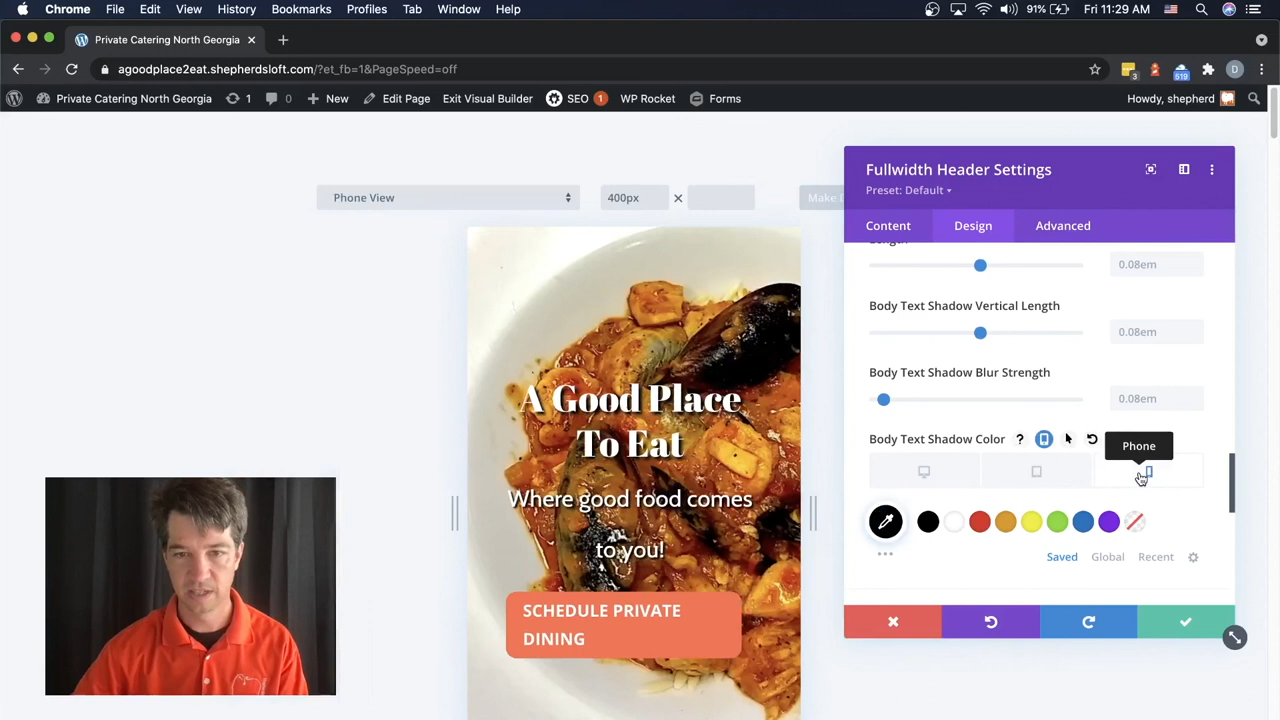 Chrome File Edit View History Bookmarks Profiles Tab Window Help 91% Fri 11:29 AM
Private Catering North Georgia
agoodplace2eat.shepherdsloft.com/?et_fb=1&PageSpeed=off 3 519 D
Private Catering North Georgia 1 0 New Edit Page Exit Visual Builder SEO 1 WP Rocket Forms Howdy, shepherd
Fullwidth Header Settings
Preset: Default
Phone View 400px
Content Design Advanced
0.08em
Body Text Shadow Vertical Length
0.08em
Body Text Shadow Blur Strength
0.08em
Body Text Shadow Color ?
Phone
Saved Global Recent
A Good Place
To Eat
Where good food comes
to you!
SCHEDULE PRIVATE
DINING